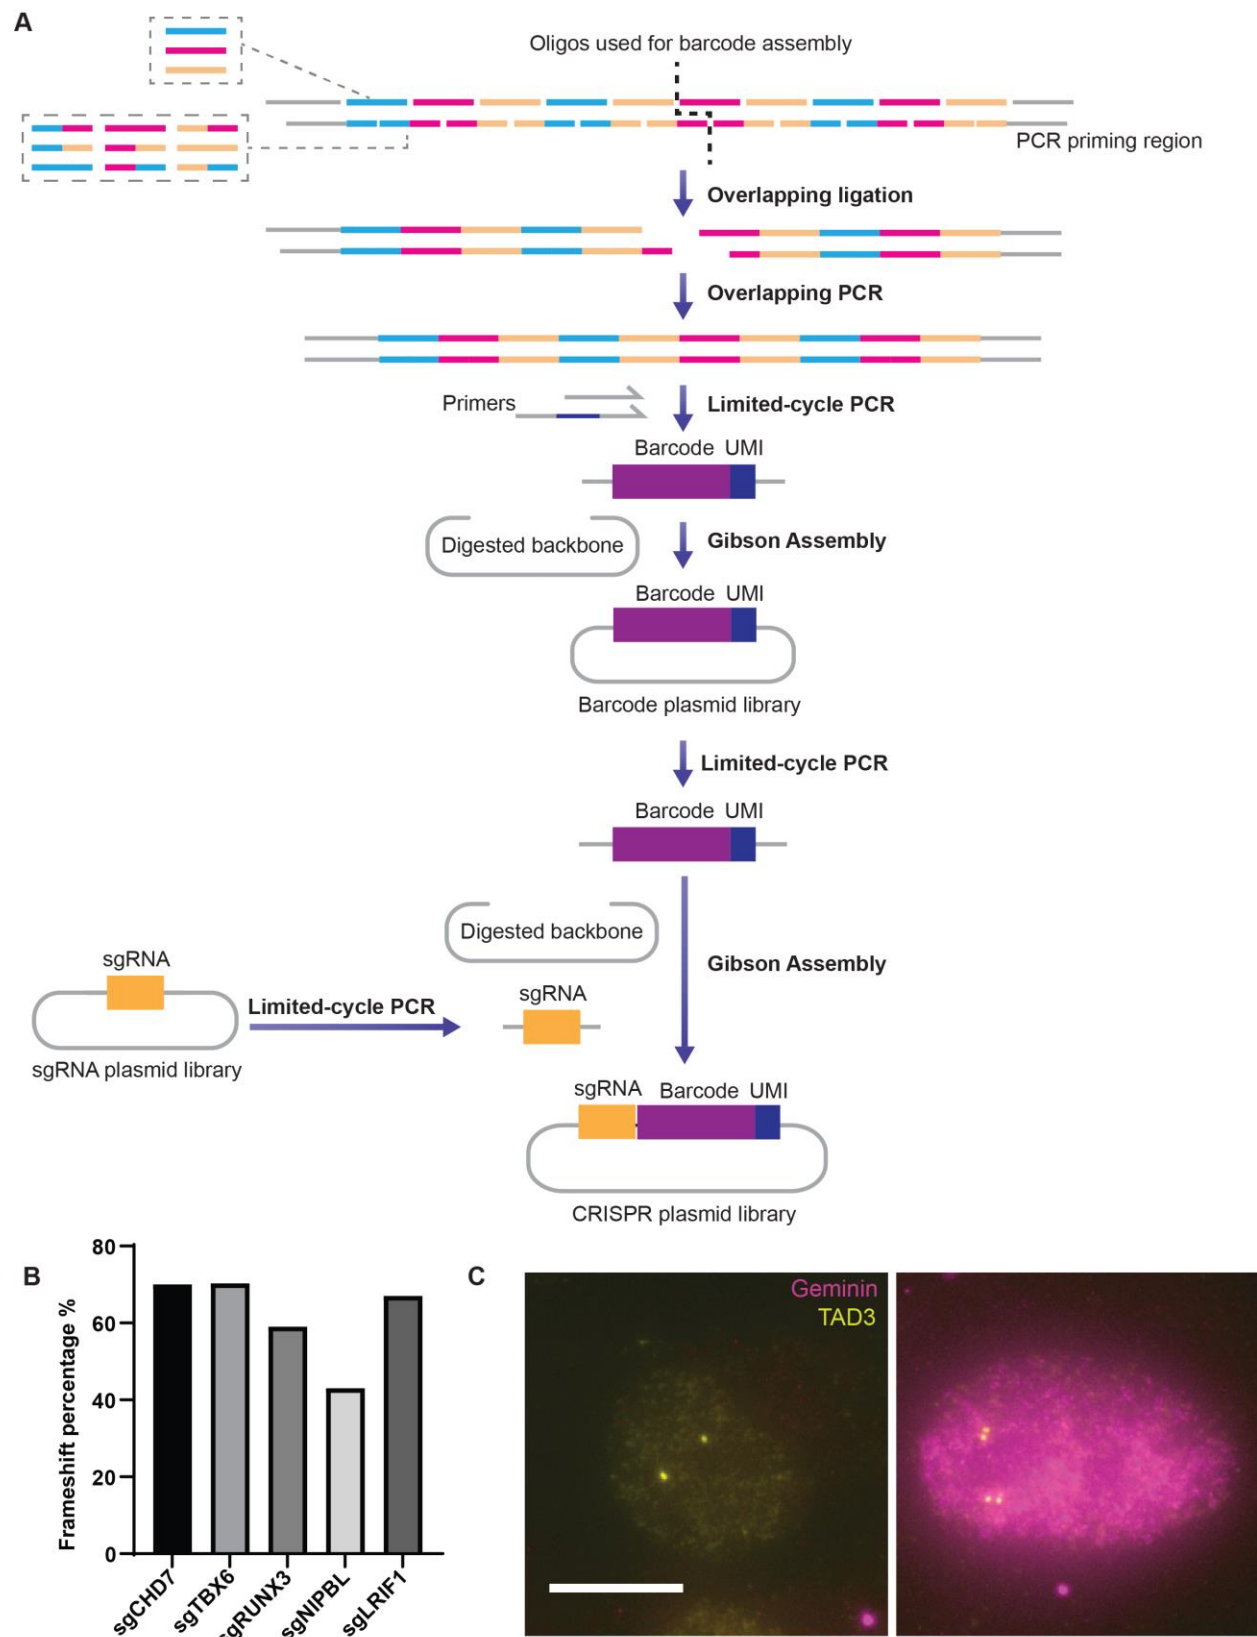 A
Oligos used for barcode assembly
PCR priming region
Overlapping ligation
Overlapping PCR
Primers
Limited-cycle PCR
Barcode UMI
Digested backbone
Gibson Assembly
Barcode UMI
Barcode plasmid library
Limited-cycle PCR
Barcode UMI
Digested backbone
Gibson Assembly
sgRNA
Limited-cycle PCR
sgRNA
sgRNA plasmid library
sgRNA Barcode UMI
CRISPR plasmid library
B
Frameshift percentage %
80
60
40
20
0
sgCHD7
sgTBX6
sgRUNX3
sgNIPBL
sgLRIF1
C
Geminin
TAD3